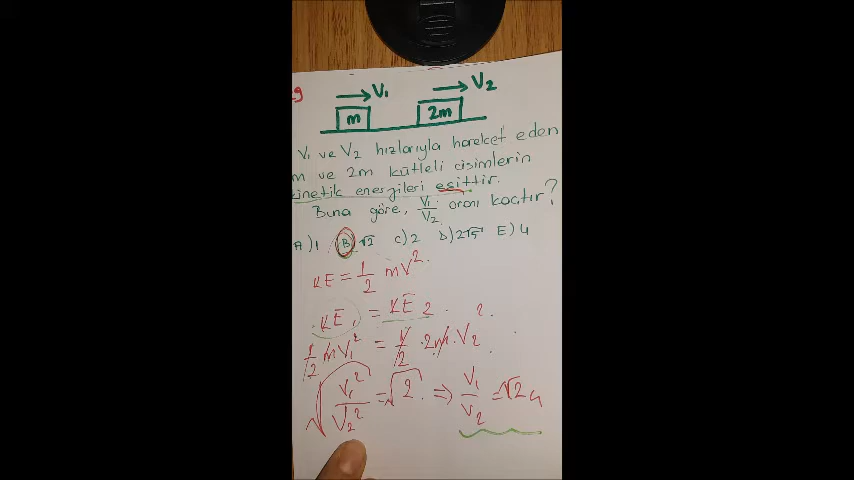 V₁ V₂
m 2m
V₁ ve V₂ hızlarıyla hareket eden
m ve 2m kütleli cisimlerin
kinetik enerjileri eşittir.
Buna göre, V₁/V₂ oranı kaçtır?
A) 1 B) √2 C) 2 D) 2√2 E) 4
KE = 1/2 mV²
KE₁ = KE₂
1/2 mV₁² = 1/2 · 2m · V₂²
√(V₁²/V₂²) = √2 ⇒ V₁/V₂ = √2